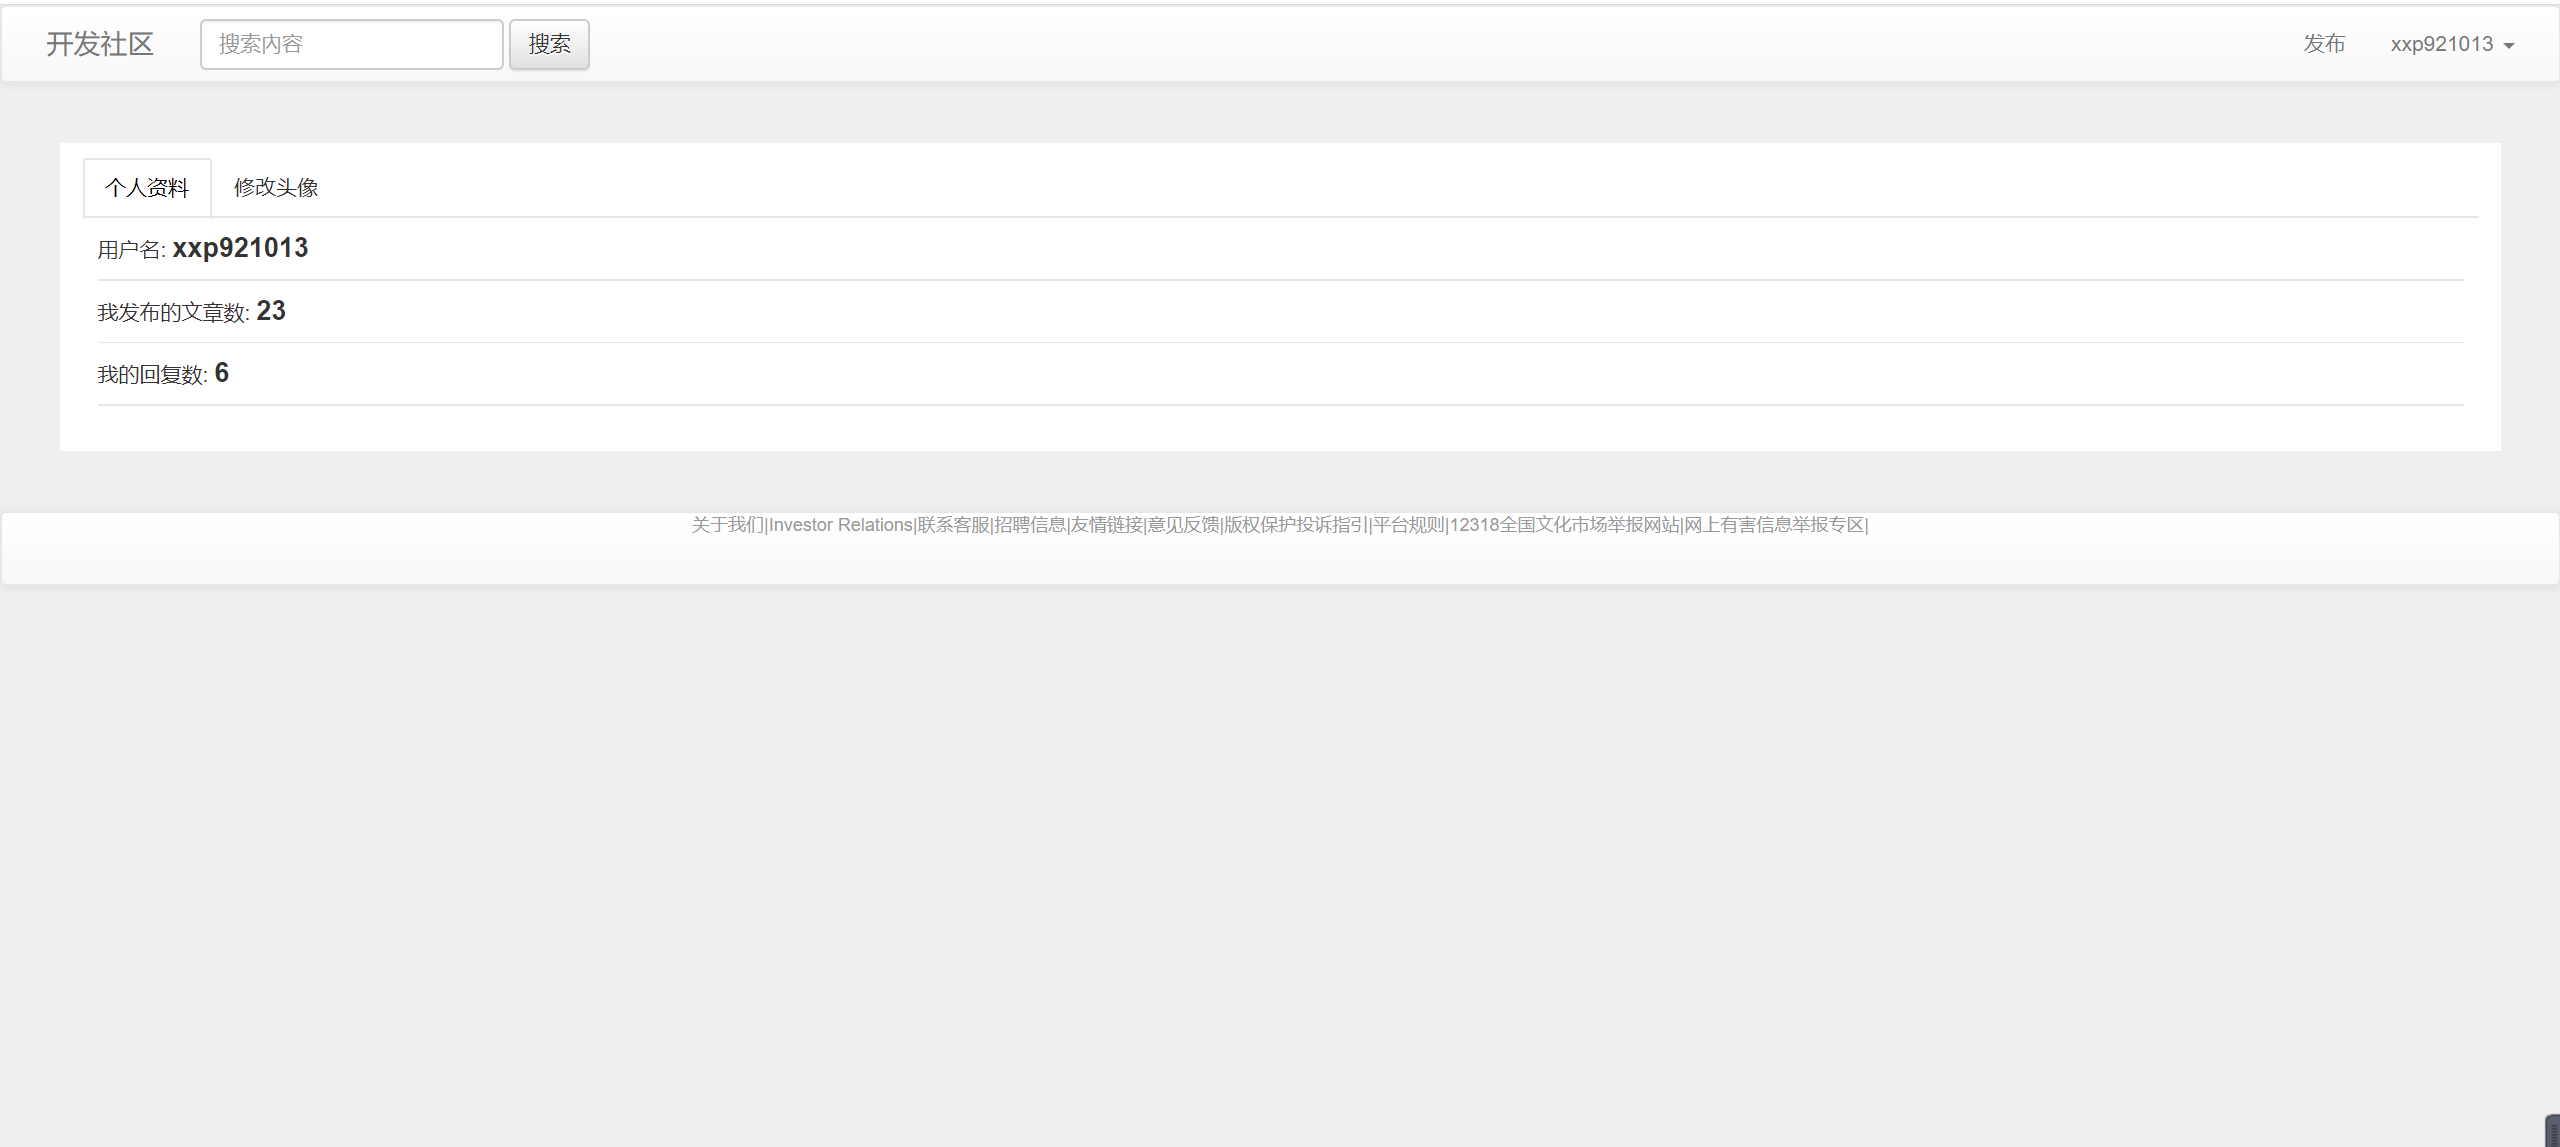 开发社区 搜索内容 搜索 发布 xxp921013
个人资料 修改头像
用户名: xxp921013
我发布的文章数: 23
我的回复数: 6
关于我们|Investor Relations|联系客服|招聘信息|友情链接|意见反馈|版权保护投诉指引|平台规则|12318全国文化市场举报网站|网上有害信息举报专区|